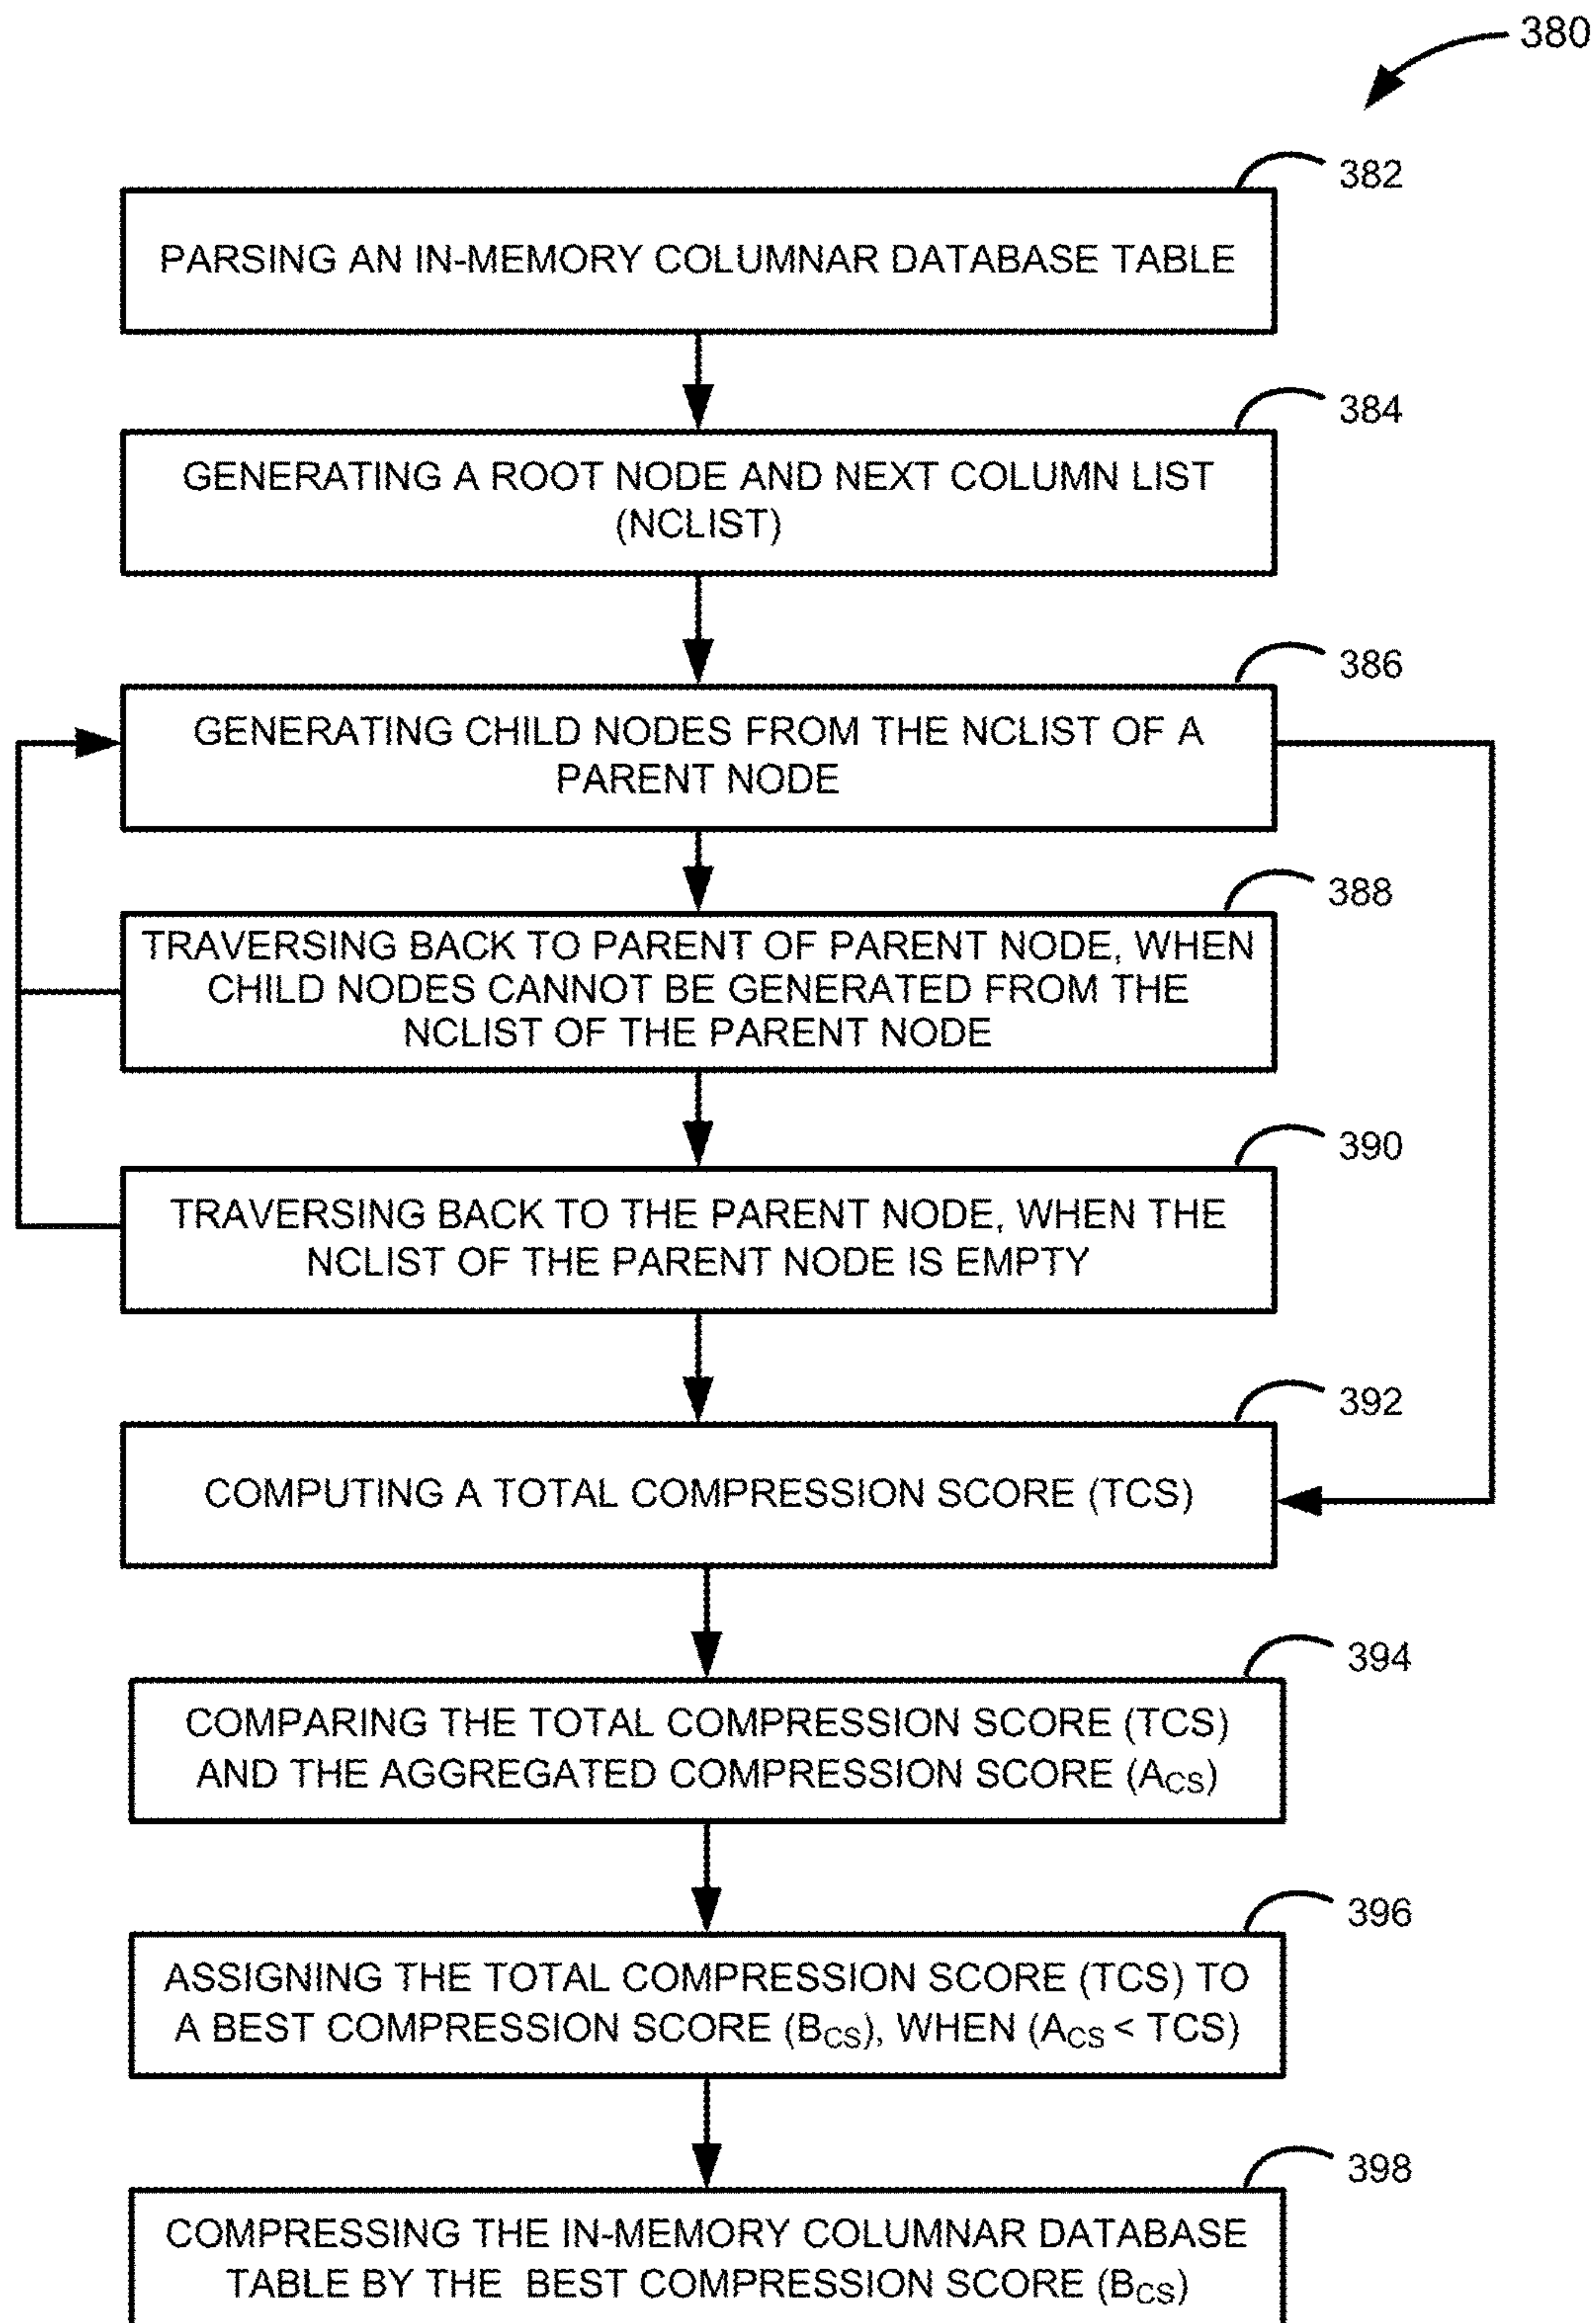 380
382
PARSING AN IN-MEMORY COLUMNAR DATABASE TABLE
384
GENERATING A ROOT NODE AND NEXT COLUMN LIST
(NCLIST)
386
GENERATING CHILD NODES FROM THE NCLIST OF A
PARENT NODE
388
TRAVERSING BACK TO PARENT OF PARENT NODE, WHEN
CHILD NODES CANNOT BE GENERATED FROM THE
NCLIST OF THE PARENT NODE
390
TRAVERSING BACK TO THE PARENT NODE, WHEN THE
NCLIST OF THE PARENT NODE IS EMPTY
392
COMPUTING A TOTAL COMPRESSION SCORE (TCS)
394
COMPARING THE TOTAL COMPRESSION SCORE (TCS)
AND THE AGGREGATED COMPRESSION SCORE (ACS)
396
ASSIGNING THE TOTAL COMPRESSION SCORE (TCS) TO
A BEST COMPRESSION SCORE (BCS), WHEN (ACS < TCS)
398
COMPRESSING THE IN-MEMORY COLUMNAR DATABASE
TABLE BY THE BEST COMPRESSION SCORE (BCS)